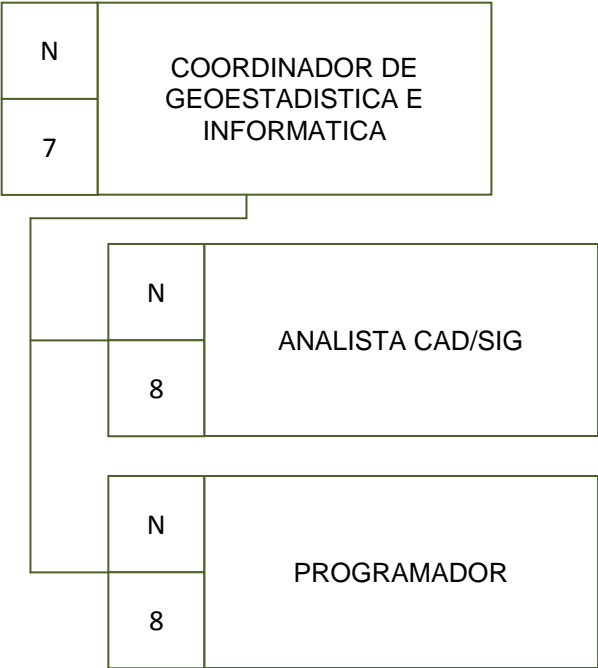 N
7
COORDINADOR DE
GEOESTADISTICA E
INFORMATICA
N
8
ANALISTA CAD/SIG
N
8
PROGRAMADOR